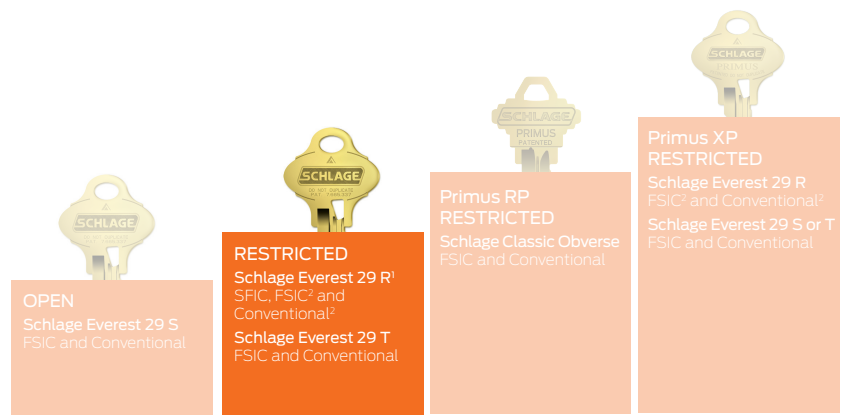 SCHLAGE
OPEN
Schlage Everest 29 S
FSIC and Conventional
SCHLAGE
DO NOT DUPLICATE
RESTRICTED
Schlage Everest 29 R¹
SFIC, FSIC² and
Conventional²
Schlage Everest 29 T
FSIC and Conventional
SCHLAGE
PRIMUS
PATENTED
Primus RP
RESTRICTED
Schlage Classic Obverse
FSIC and Conventional
SCHLAGE
PRIMUS
Primus XP
RESTRICTED
Schlage Everest 29 R
FSIC² and Conventional²
Schlage Everest 29 S or T
FSIC and Conventional